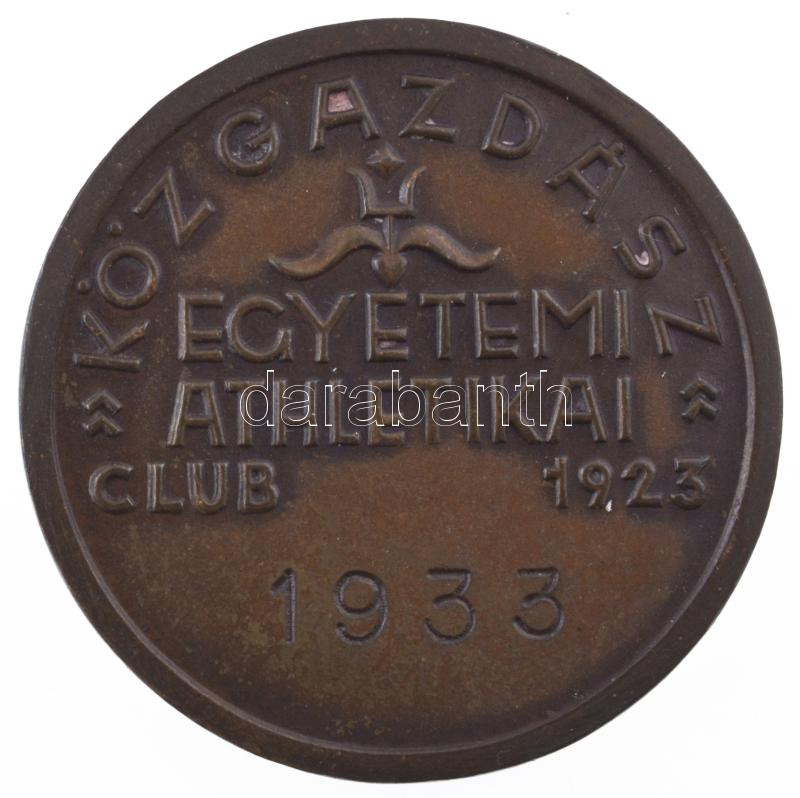 »KÖZGAZDÁSZ«
EGYETEMI
ATHLETIKAI
CLUB 1923
1933
darabanth